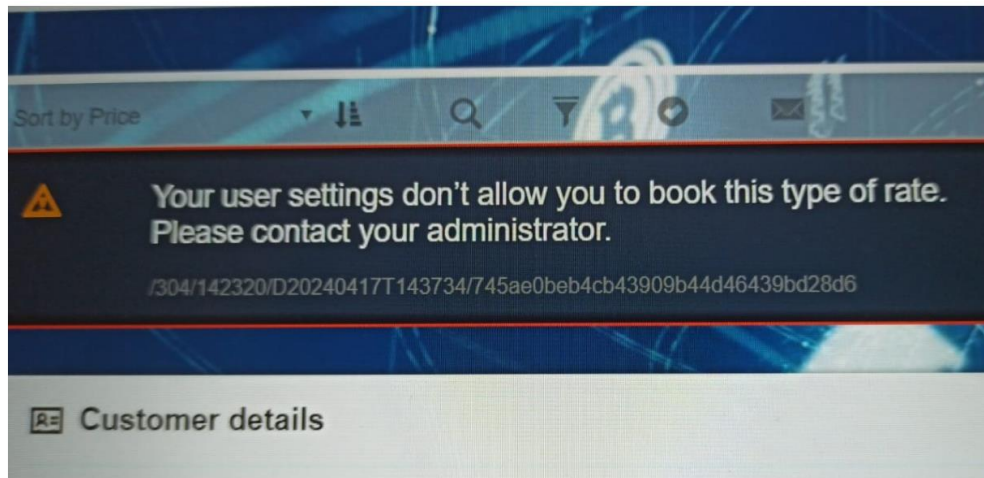 Sort by Price
Your user settings don't allow you to book this type of rate.
Please contact your administrator.
/304/142320/D20240417T143734/745ae0beb4cb43909b44d46439bd28d6
Customer details